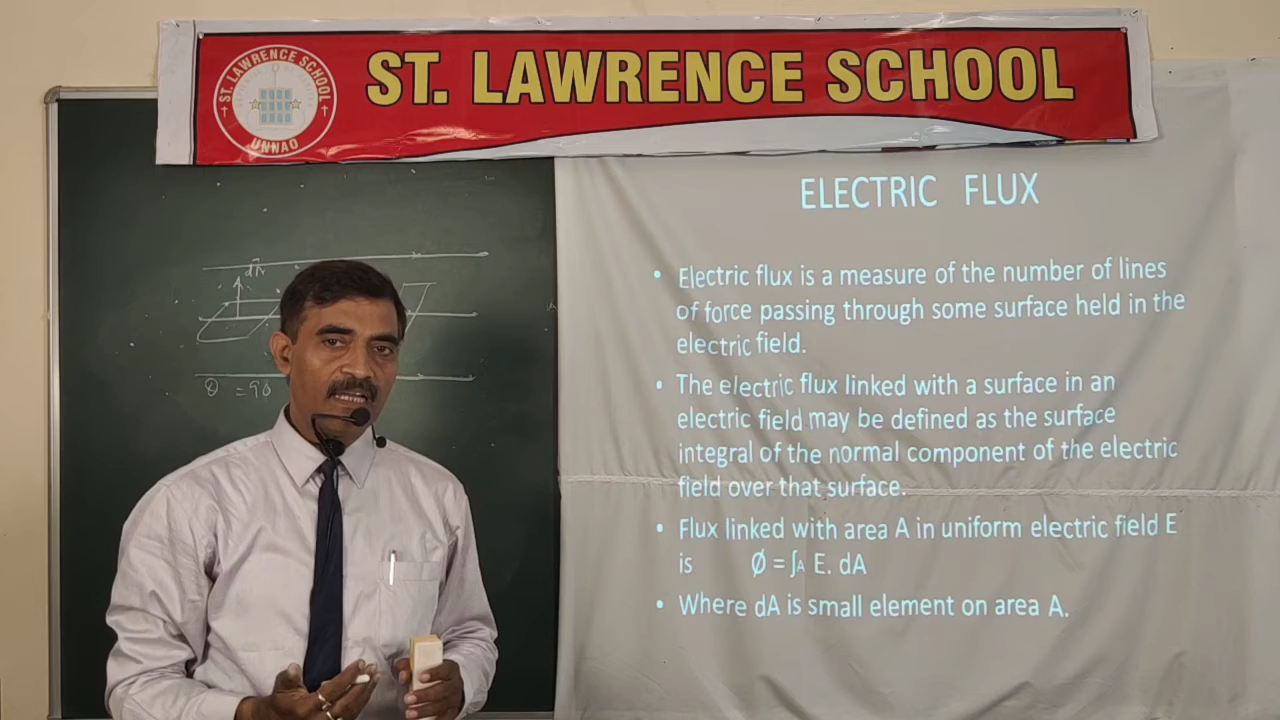 ST. LAWRENCE SCHOOL
ST. LAWRENCE SCHOOL
UNNAO
ELECTRIC FLUX
• Electric flux is a measure of the number of lines
of force passing through some surface held in the
electric field.
• The electric flux linked with a surface in an
electric field may be defined as the surface
integral of the normal component of the electric
field over that surface.
• Flux linked with area A in uniform electric field E
is Ø = ∫A E. dA
• Where dA is small element on area A.
θ = 90